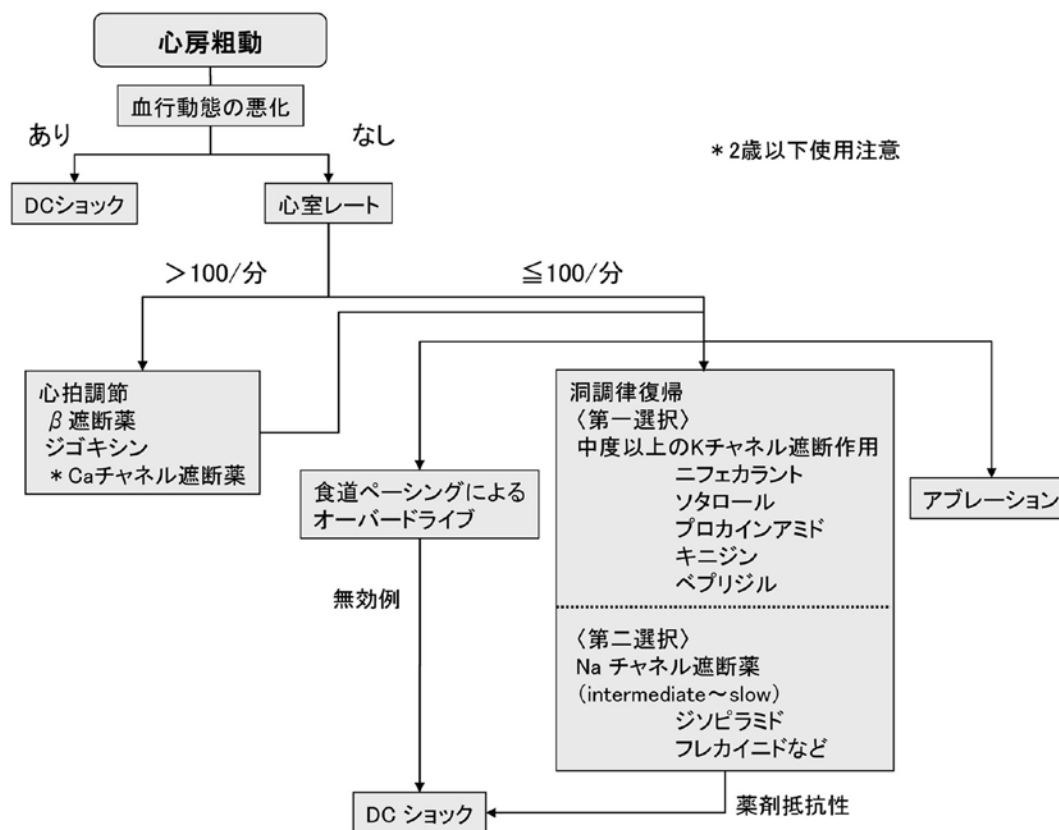 心房粗動
血行動態の悪化
あり
なし
*2歳以下使用注意
DCショック
心室レート
>100/分
≦100/分
心拍調節
β遮断薬
ジゴキシン
*Caチャネル遮断薬
洞調律復帰
〈第一選択〉
中度以上のKチャネル遮断作用
ニフェカラント
ソタロール
プロカインアミド
キニジン
ベプリジル
〈第二選択〉
Na チャネル遮断薬
(intermediate~slow)
ジソピラミド
フレカイニドなど
食道ペーシングによる
オーバードライブ
アブレーション
無効例
薬剤抵抗性
DC ショック